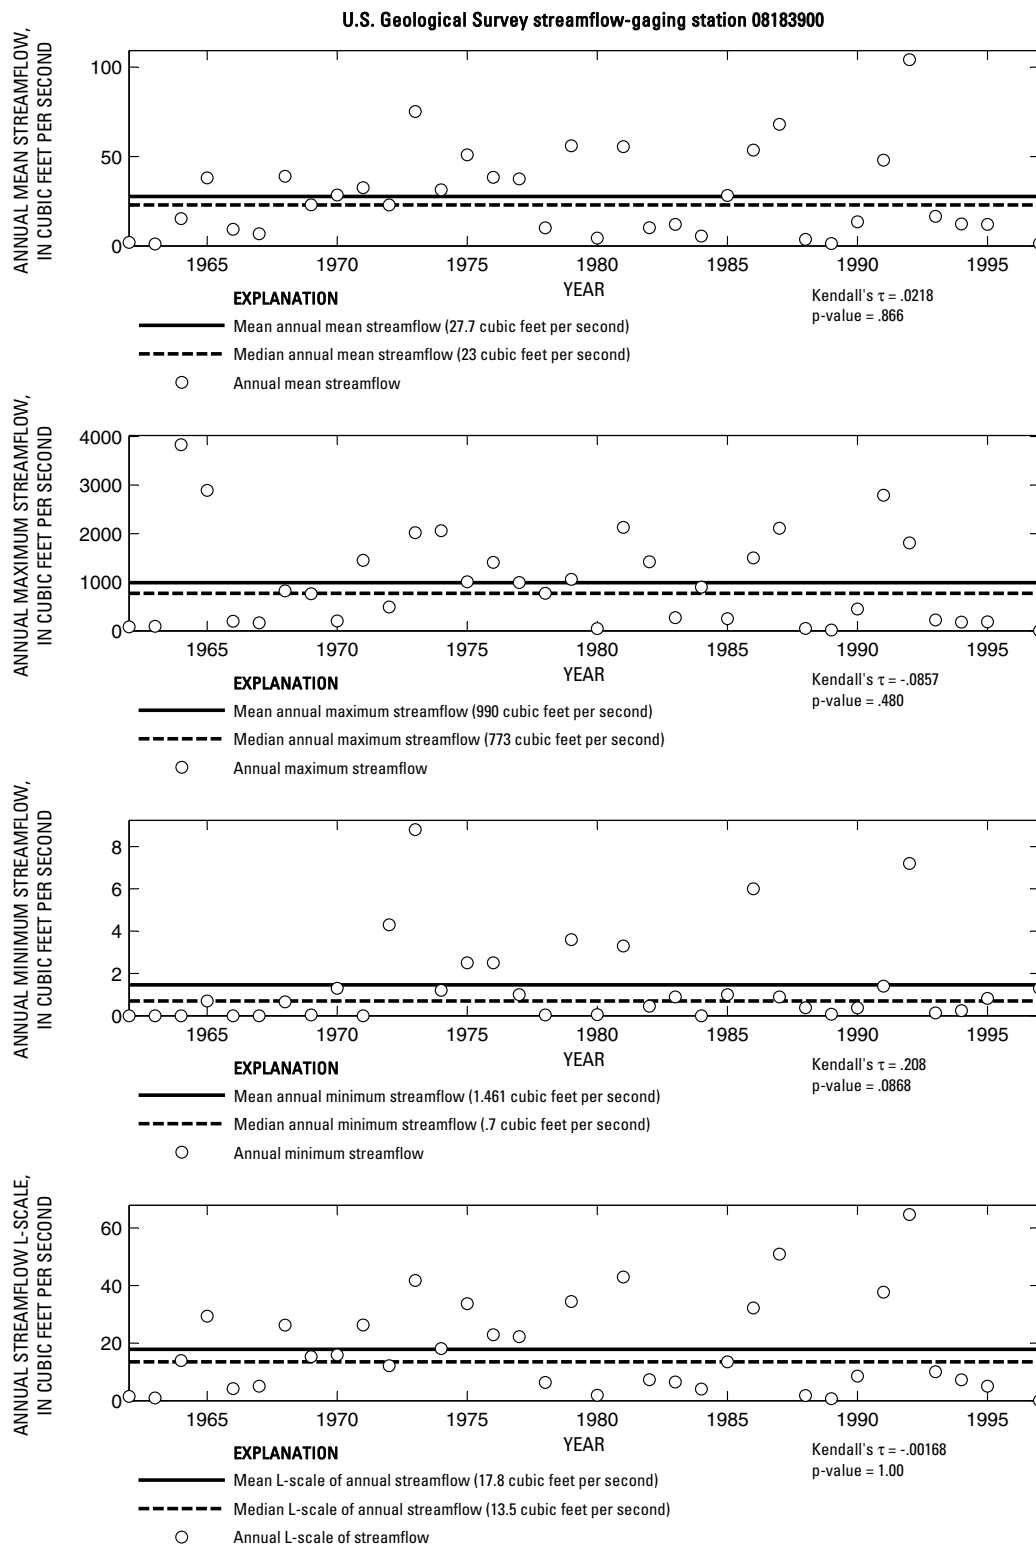 U.S. Geological Survey streamflow-gaging station 08183900
ANNUAL MEAN STREAMFLOW,
IN CUBIC FEET PER SECOND
100
50
0
1965 1970 1975 1980 1985 1990 1995
YEAR
Kendall's τ = .0218
p-value = .866
EXPLANATION
Mean annual mean streamflow (27.7 cubic feet per second)
Median annual mean streamflow (23 cubic feet per second)
Annual mean streamflow
ANNUAL MAXIMUM STREAMFLOW,
IN CUBIC FEET PER SECOND
4000
3000
2000
1000
0
1965 1970 1975 1980 1985 1990 1995
YEAR
Kendall's τ = -.0857
p-value = .480
EXPLANATION
Mean annual maximum streamflow (990 cubic feet per second)
Median annual maximum streamflow (773 cubic feet per second)
Annual maximum streamflow
ANNUAL MINIMUM STREAMFLOW,
IN CUBIC FEET PER SECOND
8
6
4
2
0
1965 1970 1975 1980 1985 1990 1995
YEAR
Kendall's τ = .208
p-value = .0868
EXPLANATION
Mean annual minimum streamflow (1.461 cubic feet per second)
Median annual minimum streamflow (.7 cubic feet per second)
Annual minimum streamflow
ANNUAL STREAMFLOW L-SCALE,
IN CUBIC FEET PER SECOND
60
40
20
0
1965 1970 1975 1980 1985 1990 1995
YEAR
Kendall's τ = -.00168
p-value = 1.00
EXPLANATION
Mean L-scale of annual streamflow (17.8 cubic feet per second)
Median L-scale of annual streamflow (13.5 cubic feet per second)
Annual L-scale of streamflow